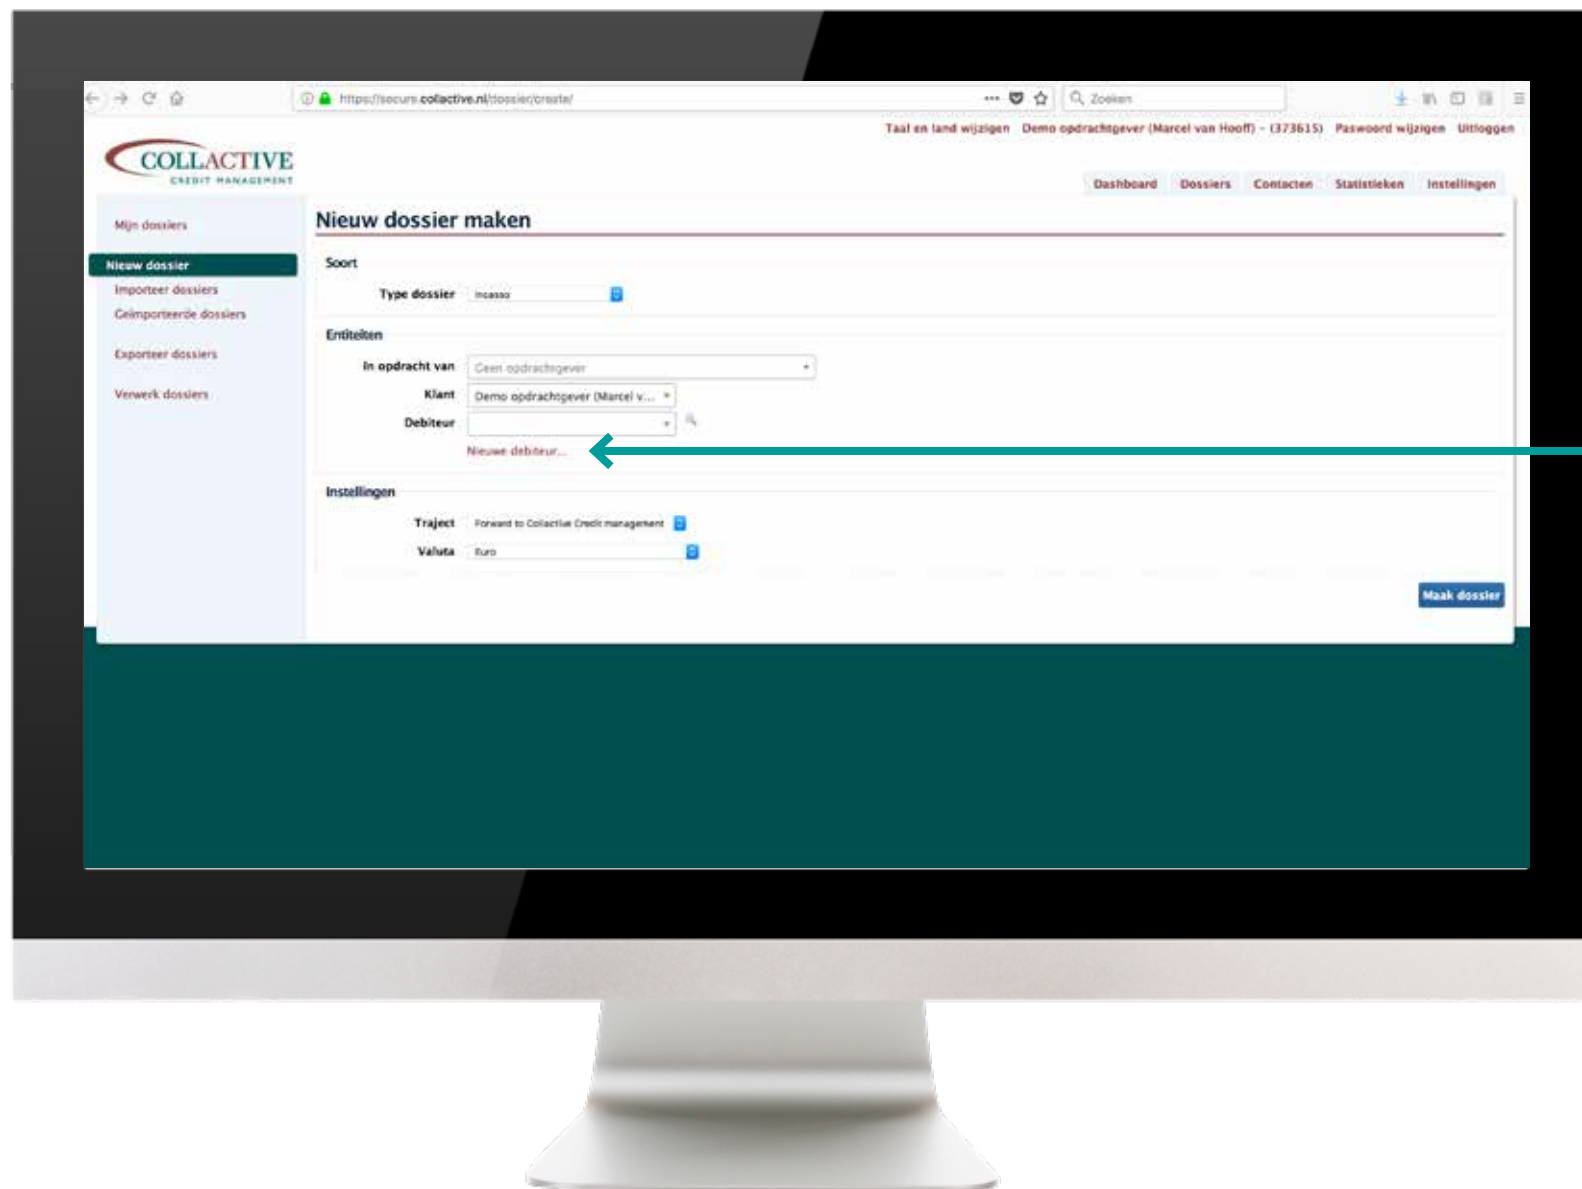 https://secure.collactive.nl/dossier/create/
Zoeken
Taal en land wijzigen Demo opdrachtgever (Marcel van Hooff) - (373615) Paswoord wijzigen Uitloggen
COLLACTIVE
CREDIT MANAGEMENT
Dashboard Dossiers Contacten Statistieken Instellingen
Mijn dossiers
Nieuw dossier
Importeer dossiers
Geïmporteerde dossiers
Exporteer dossiers
Verwerk dossiers
Nieuw dossier maken
Soort
Type dossier Incasso
Entiteiten
In opdracht van Geen opdrachtgever
Klant Demo opdrachtgever (Marcel v...
Debiteur
Nieuwe debiteur...
Instellingen
Traject Forward to Collactive Credit management
Valuta Euro
Maak dossier